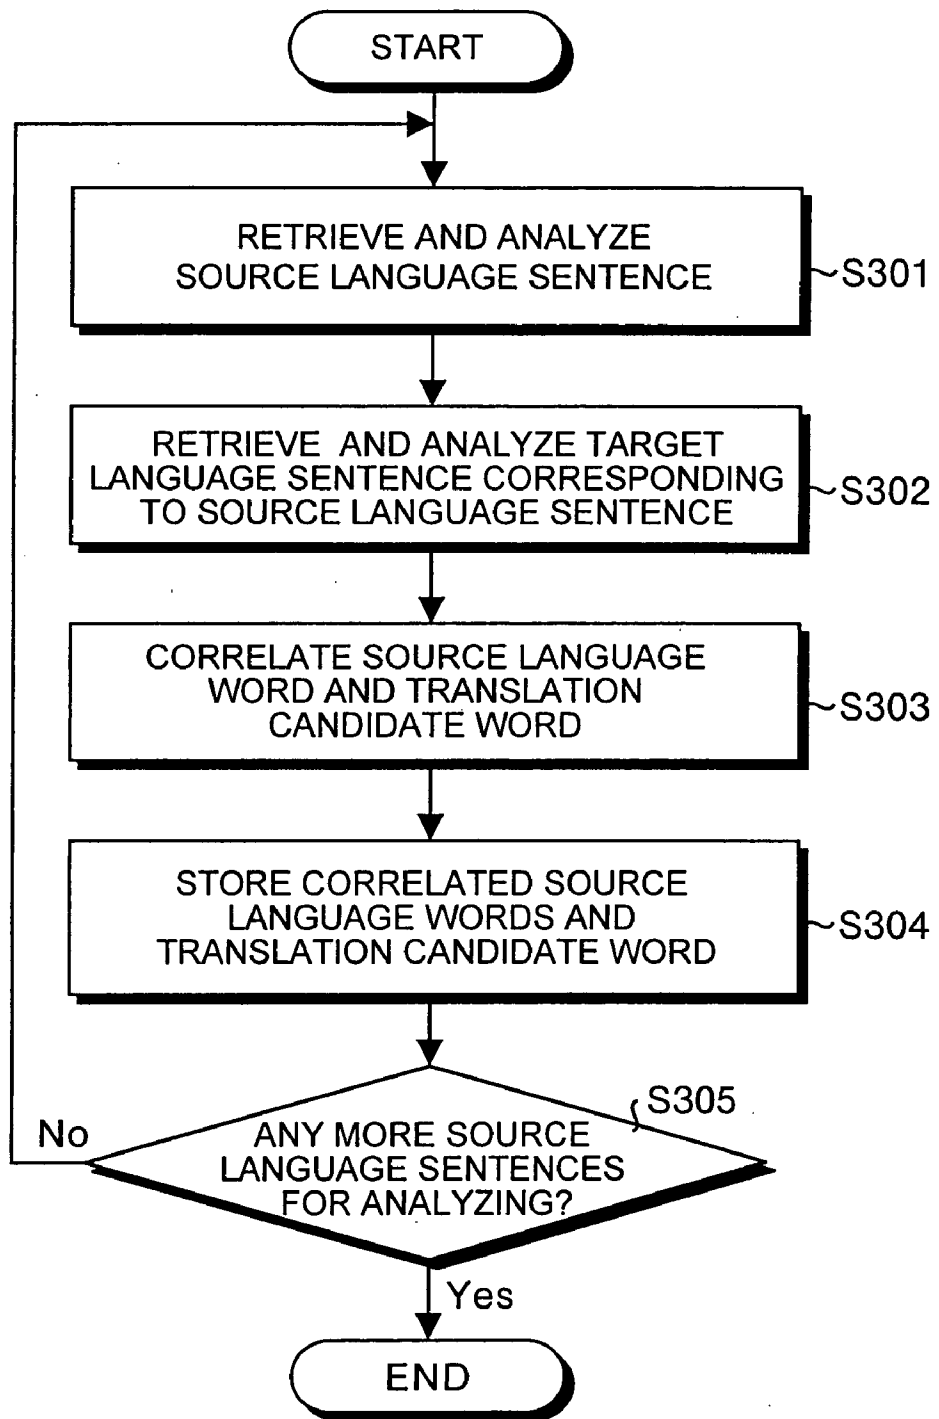 START
RETRIEVE AND ANALYZE
SOURCE LANGUAGE SENTENCE
S301
RETRIEVE AND ANALYZE TARGET
LANGUAGE SENTENCE CORRESPONDING
TO SOURCE LANGUAGE SENTENCE
S302
CORRELATE SOURCE LANGUAGE
WORD AND TRANSLATION
CANDIDATE WORD
S303
STORE CORRELATED SOURCE
LANGUAGE WORDS AND
TRANSLATION CANDIDATE WORD
S304
S305
No
ANY MORE SOURCE
LANGUAGE SENTENCES
FOR ANALYZING?
Yes
END